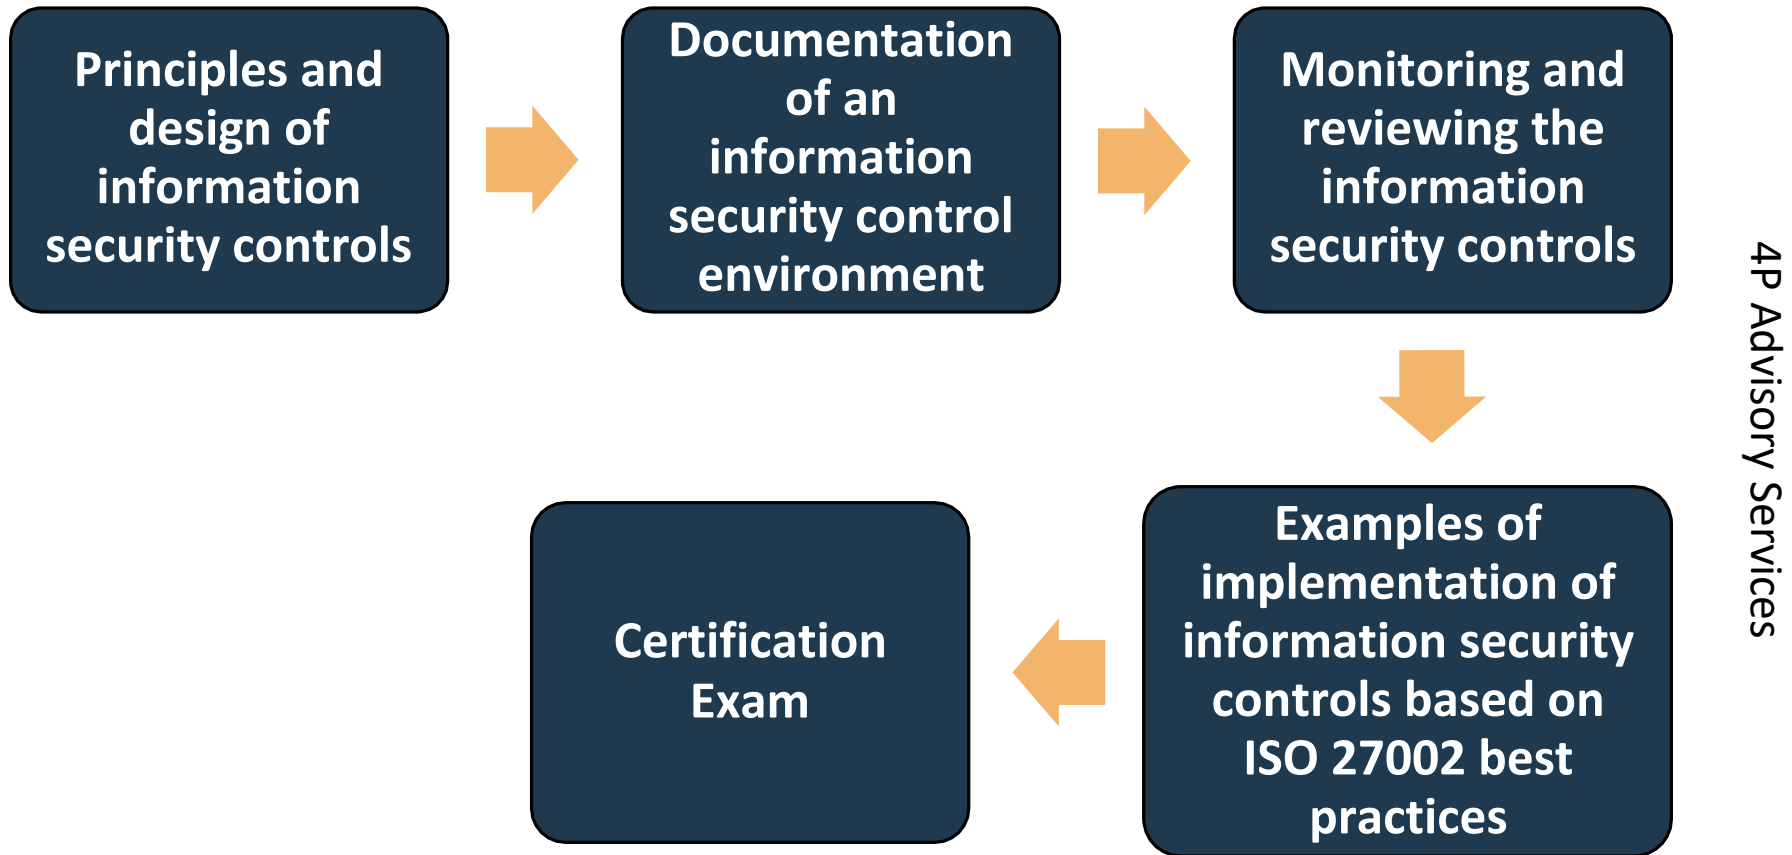 Principles and
design of
information
security controls
Documentation
of an
information
security control
environment
Monitoring and
reviewing the
information
security controls
Examples of
implementation of
information security
controls based on
ISO 27002 best
practices
Certification
Exam
4P Advisory Services